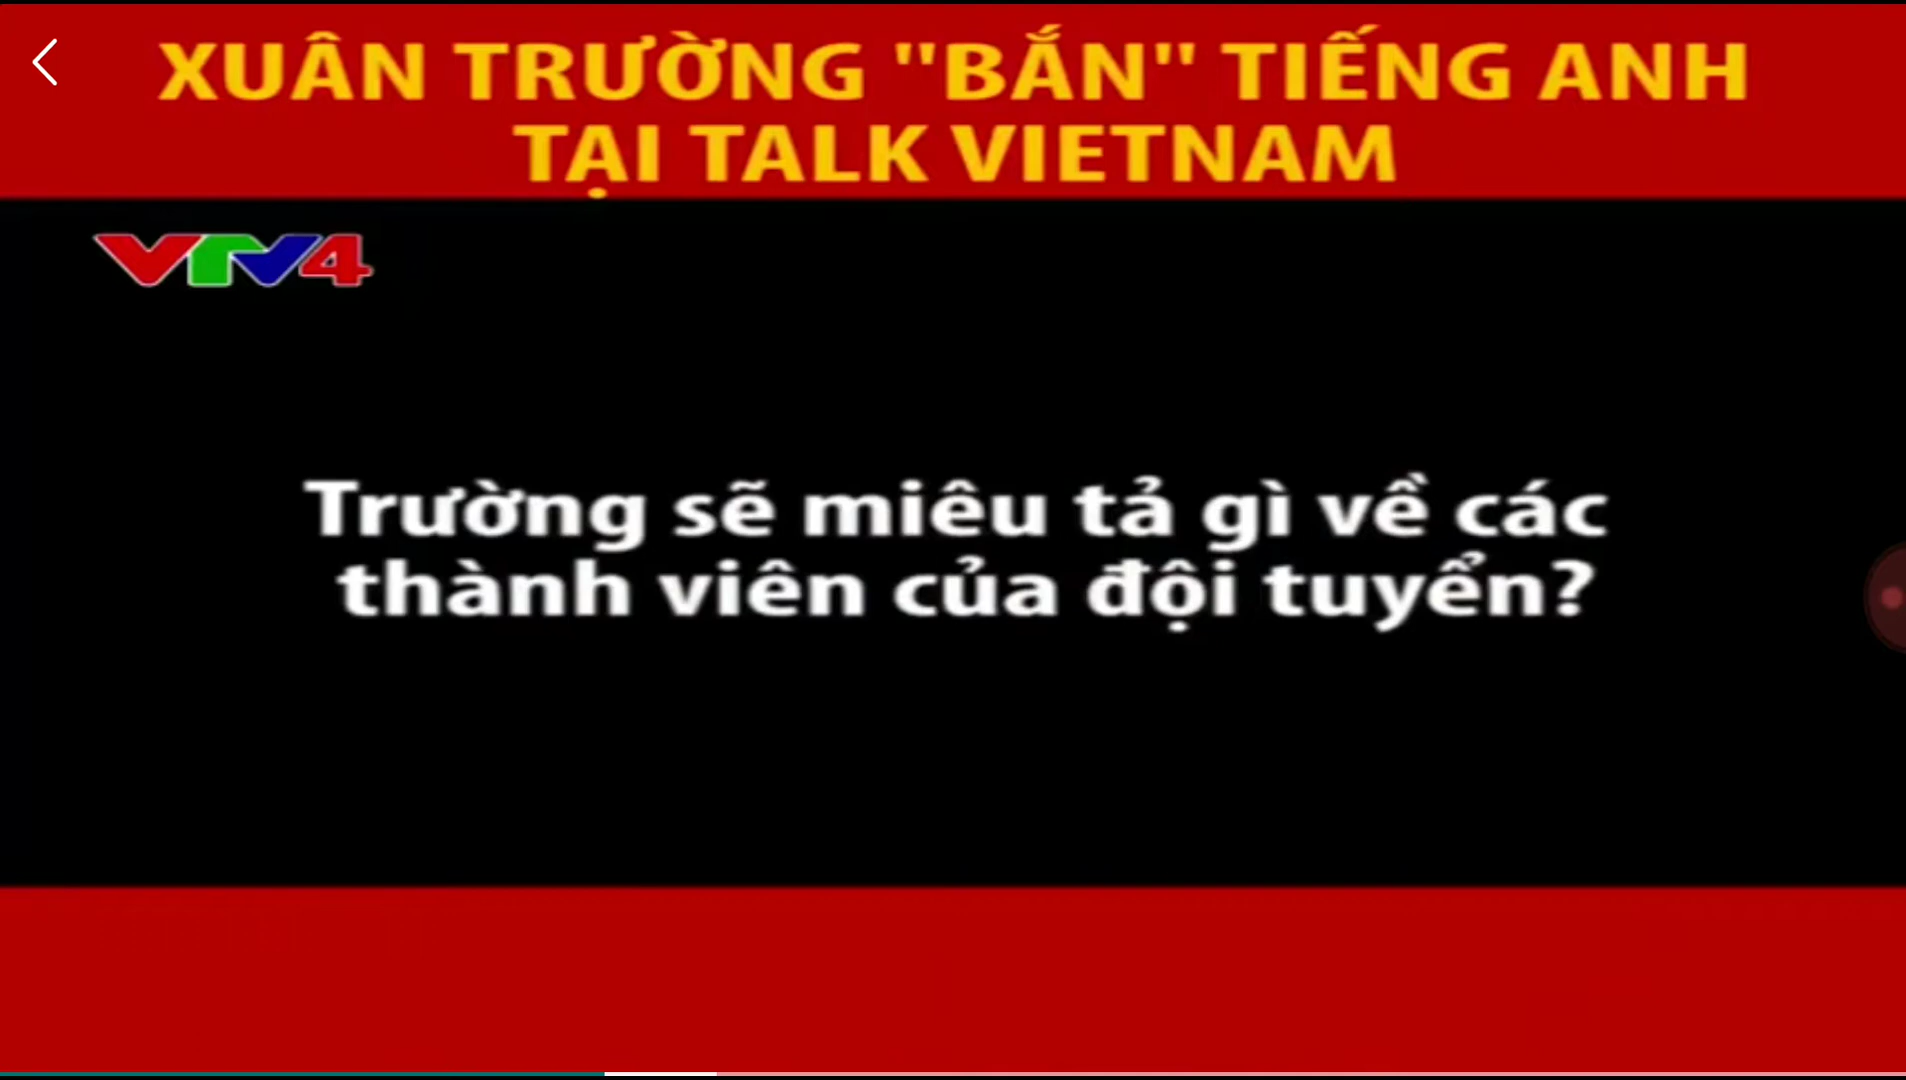 XUÂN TRƯỜNG "BẮN" TIẾNG ANH
TẠI TALK VIETNAM
VTV4
Trường sẽ miêu tả gì về các
thành viên của đội tuyển?